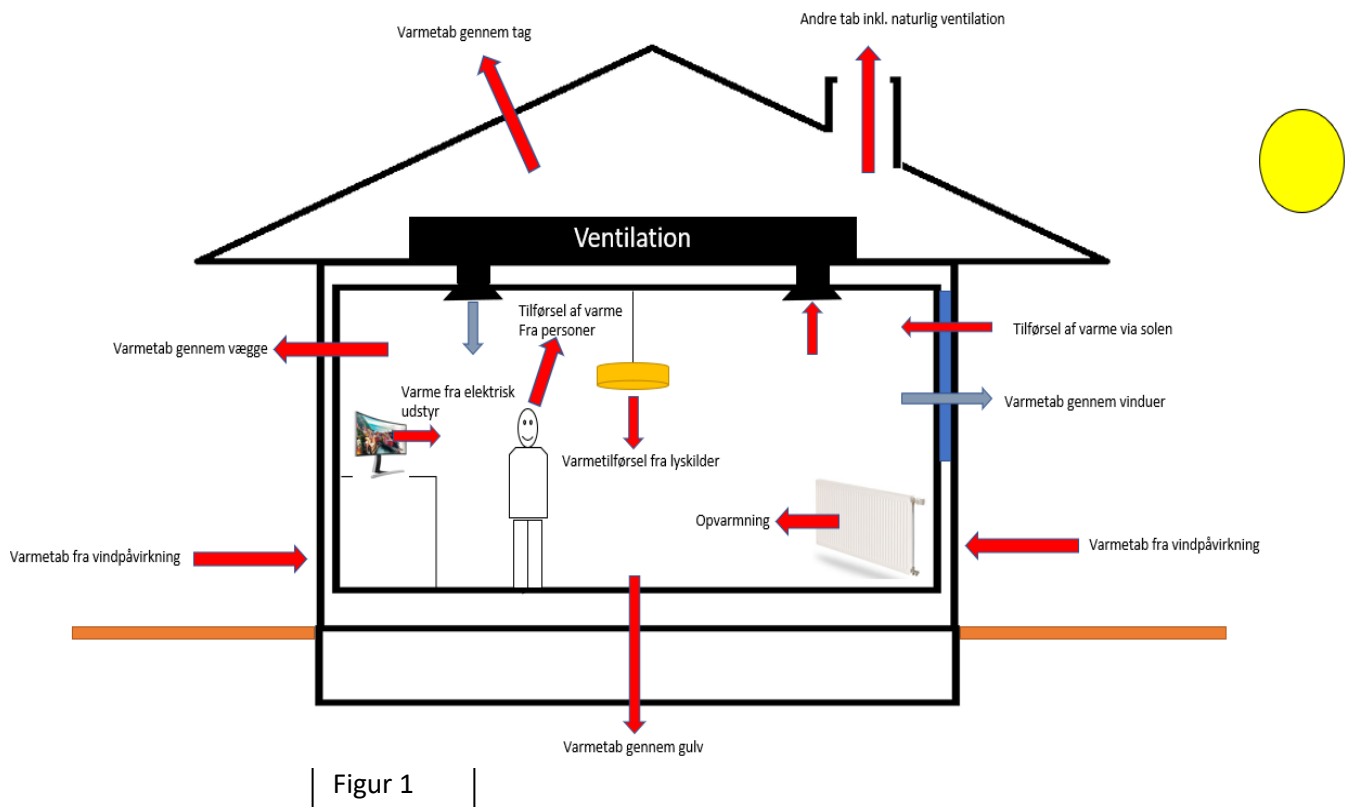 Andre tab inkl. naturlig ventilation
Varmetab gennem tag
Ventilation
Tilførsel af varme
Fra personer
Tilførsel af varme via solen
Varmetab gennem vægge
Varme fra elektrisk
udstyr
Varmetab gennem vinduer
Varmetilførsel fra lyskilder
Opvarmning
Varmetab fra vindpåvirkning
Varmetab fra vindpåvirkning
Varmetab gennem gulv
Figur 1